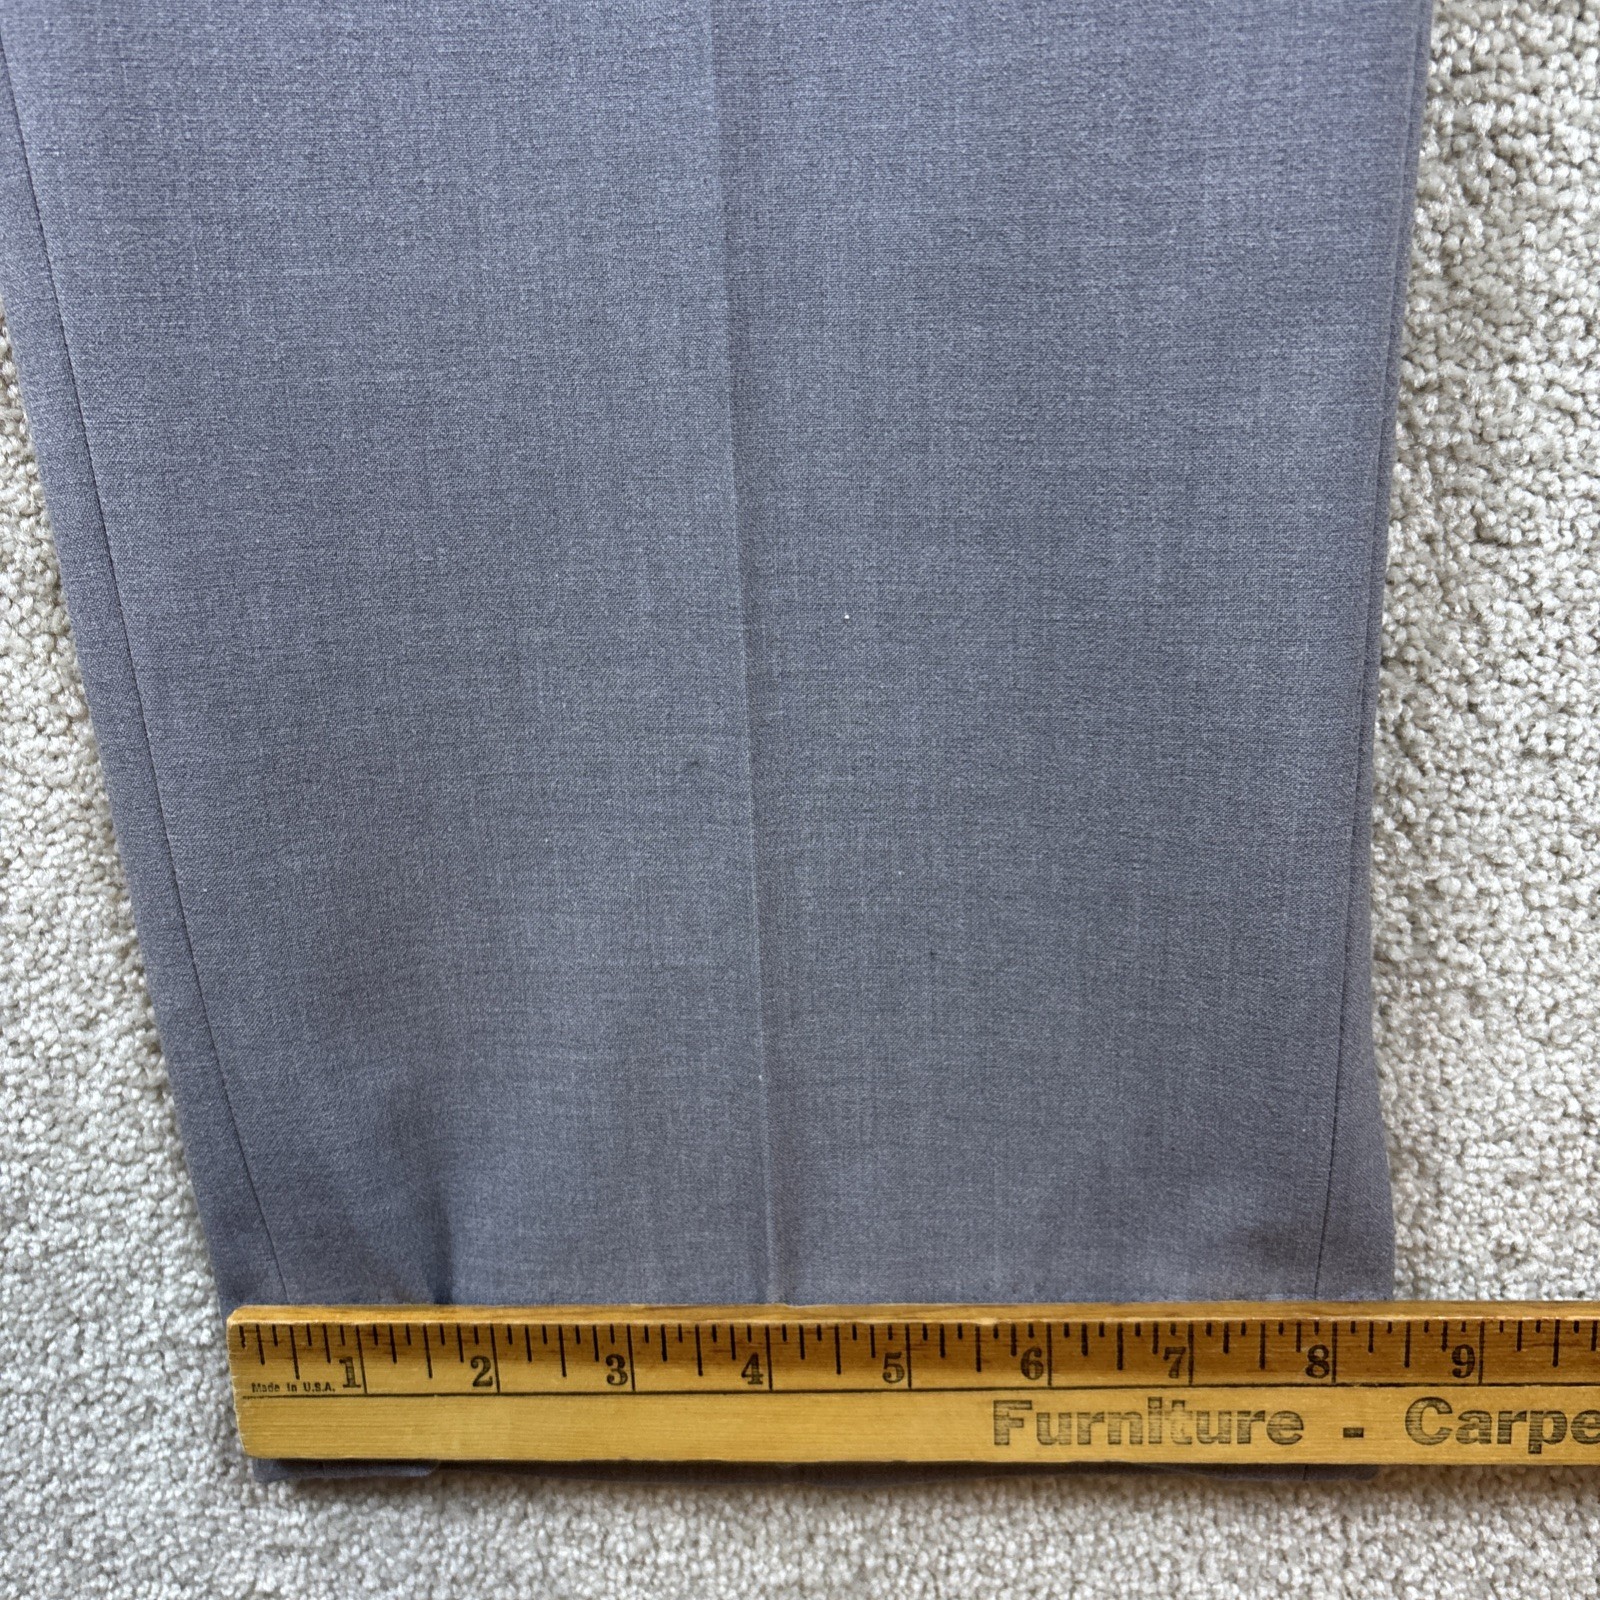 1 2 3 4 5 6 7 8 9
Made in U.S.A.
Furniture - Carpe